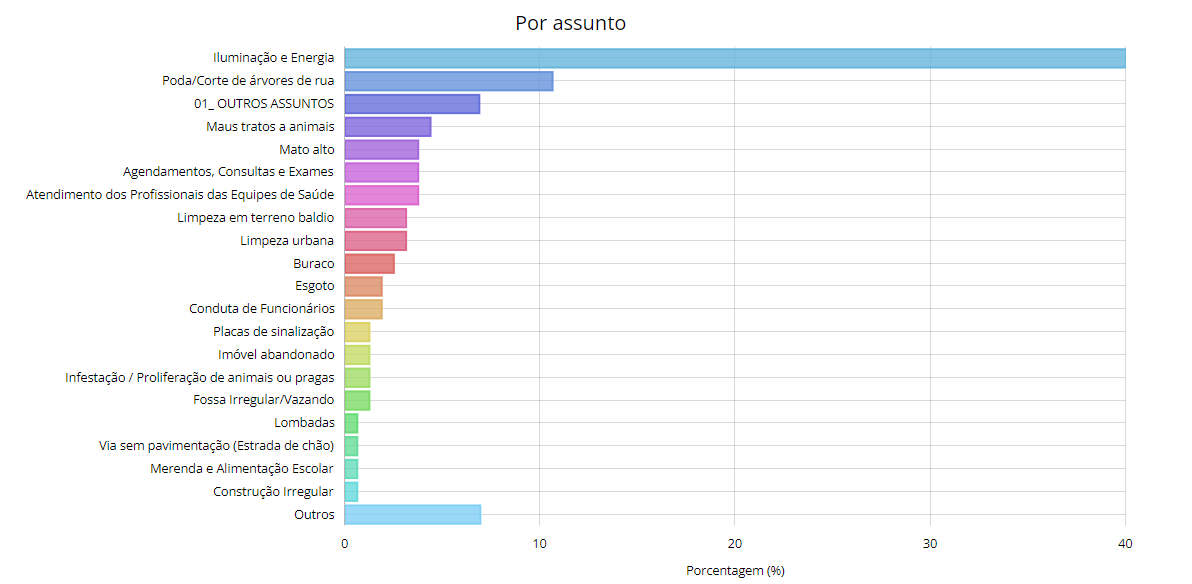 Por assunto
Iluminação e Energia
Poda/Corte de árvores de rua
01_ OUTROS ASSUNTOS
Maus tratos a animais
Mato alto
Agendamentos, Consultas e Exames
Atendimento dos Profissionais das Equipes de Saúde
Limpeza em terreno baldio
Limpeza urbana
Buraco
Esgoto
Conduta de Funcionários
Placas de sinalização
Imóvel abandonado
Infestação / Proliferação de animais ou pragas
Fossa Irregular/Vazando
Lombadas
Via sem pavimentação (Estrada de chão)
Merenda e Alimentação Escolar
Construção Irregular
Outros
0 10 20 30 40
Porcentagem (%)